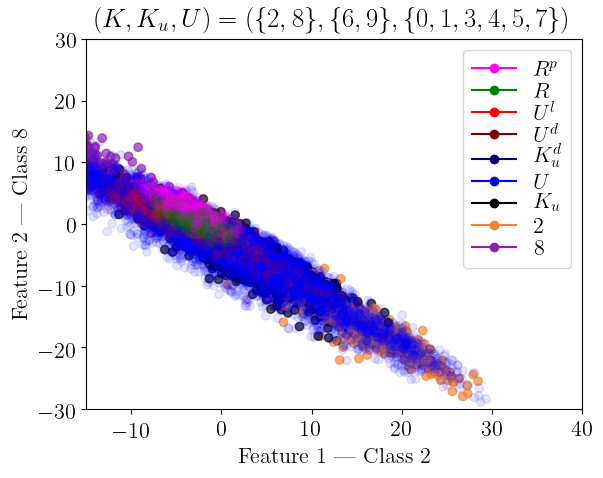 (K, K_u, U) = ({2, 8}, {6, 9}, {0, 1, 3, 4, 5, 7})
30
20
10
0
−10
−20
−30
−10
0
10
20
30
40
Feature 1 — Class 2
Feature 2 — Class 8
R^p
R
U^l
U^d
K_u^d
U
K_u
2
8